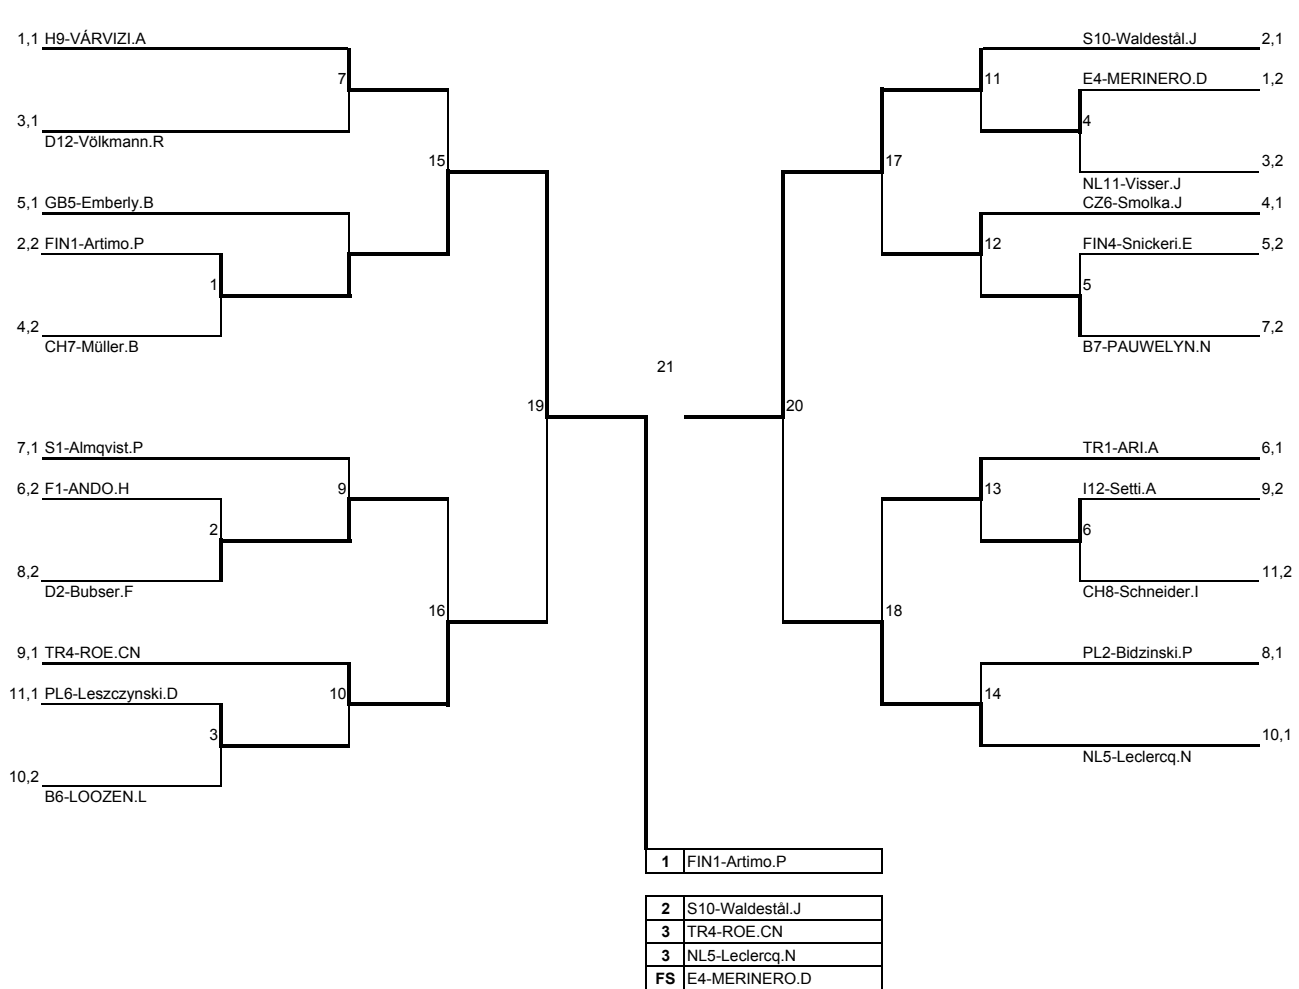 1,1 H9-VÁRVIZI.A
7
3,1
D12-Völkmann.R
15
5,1 GB5-Emberly.B
2,2 FIN1-Artimo.P
1
4,2
CH7-Müller.B
19
7,1 S1-Almqvist.P
6,2 F1-ANDO.H
9
2
8,2
D2-Bubser.F
16
9,1 TR4-ROE.CN
11,1 PL6-Leszczynski.D
10
3
10,2
B6-LOOZEN.L
21
S10-Waldestål.J 2,1
11
E4-MERINERO.D 1,2
4
17
3,2
NL11-Visser.J
CZ6-Smolka.J 4,1
12
FIN4-Snickeri.E 5,2
5
7,2
B7-PAUWELYN.N
20
TR1-ARI.A 6,1
13
I12-Setti.A 9,2
6
11,2
CH8-Schneider.I
18
PL2-Bidzinski.P 8,1
14
10,1
NL5-Leclercq.N
1 FIN1-Artimo.P
2 S10-Waldestål.J
3 TR4-ROE.CN
3 NL5-Leclercq.N
FS E4-MERINERO.D